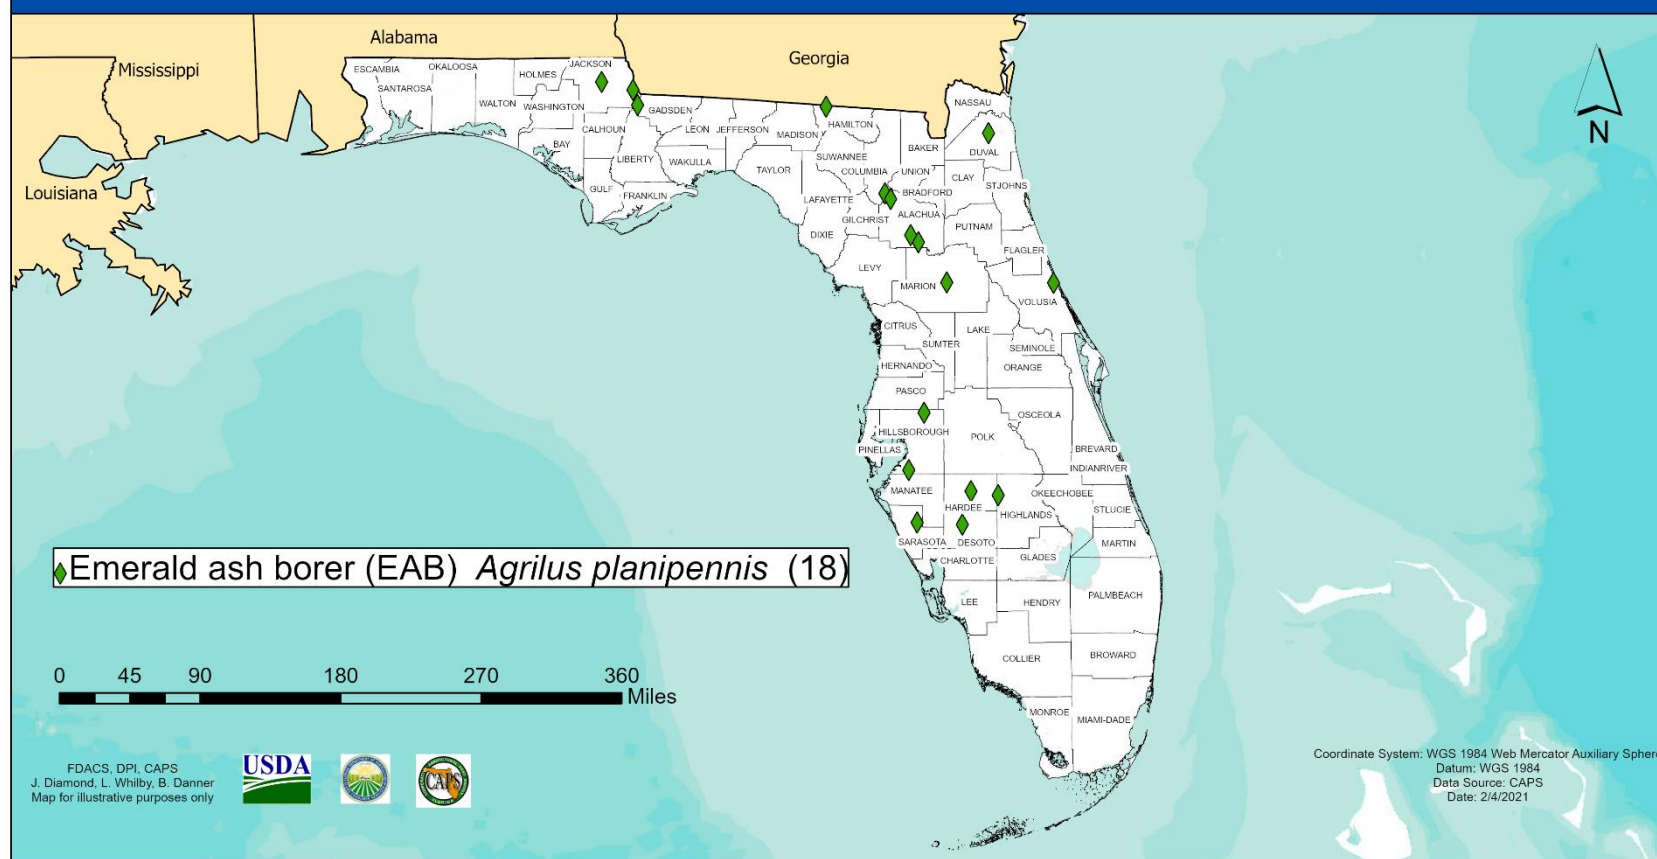 Alabama
Georgia
Mississippi
Louisiana
ESCAMBIA
SANTAROSA
OKALOOSA
WALTON
HOLMES
WASHINGTON
JACKSON
BAY
CALHOUN
GULF
GADSDEN
LIBERTY
FRANKLIN
LEON
WAKULLA
JEFFERSON
MADISON
TAYLOR
HAMILTON
SUWANNEE
LAFAYETTE
DIXIE
COLUMBIA
GILCHRIST
BAKER
UNION
BRADFORD
ALACHUA
LEVY
NASSAU
DUVAL
CLAY
STJOHNS
PUTNAM
FLAGLER
MARION
VOLUSIA
CITRUS
SUMTER
LAKE
SEMINOLE
HERNANDO
ORANGE
PASCO
OSCEOLA
HILLSBOROUGH
POLK
PINELLAS
BREVARD
INDIANRIVER
MANATEE
HARDEE
HIGHLANDS
OKEECHOBEE
STLUCIE
SARASOTA
DESOTO
MARTIN
CHARLOTTE
GLADES
LEE
HENDRY
PALMBEACH
COLLIER
BROWARD
MONROE
MIAMI-DADE
N
Emerald ash borer (EAB) Agrilus planipennis (18)
0 45 90 180 270 360
Miles
FDACS, DPI, CAPS
J. Diamond, L. Whilby, B. Danner
Map for illustrative purposes only
USDA
CAPS
Coordinate System: WGS 1984 Web Mercator Auxiliary Sphere
Datum: WGS 1984
Data Source: CAPS
Date: 2/4/2021